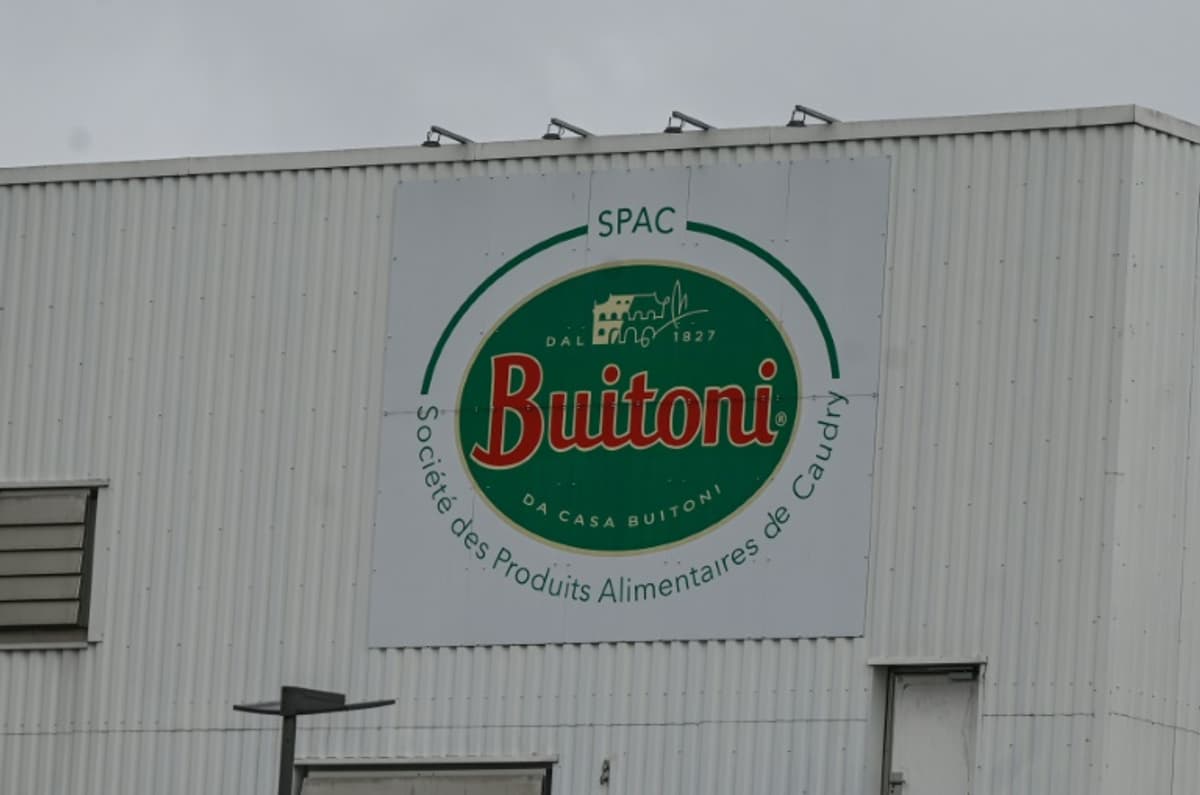 SPAC
DAL 1827
Buitoni®
DA CASA BUITONI
Société des Produits Alimentaires de Caudry